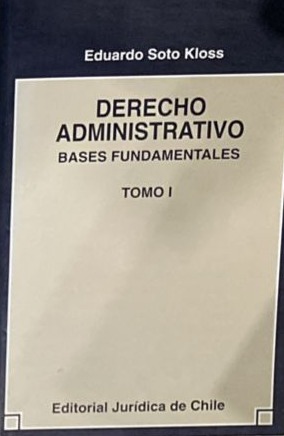 Eduardo Soto Kloss
DERECHO
ADMINISTRATIVO
BASES FUNDAMENTALES
TOMO I
Editorial Jurídica de Chile